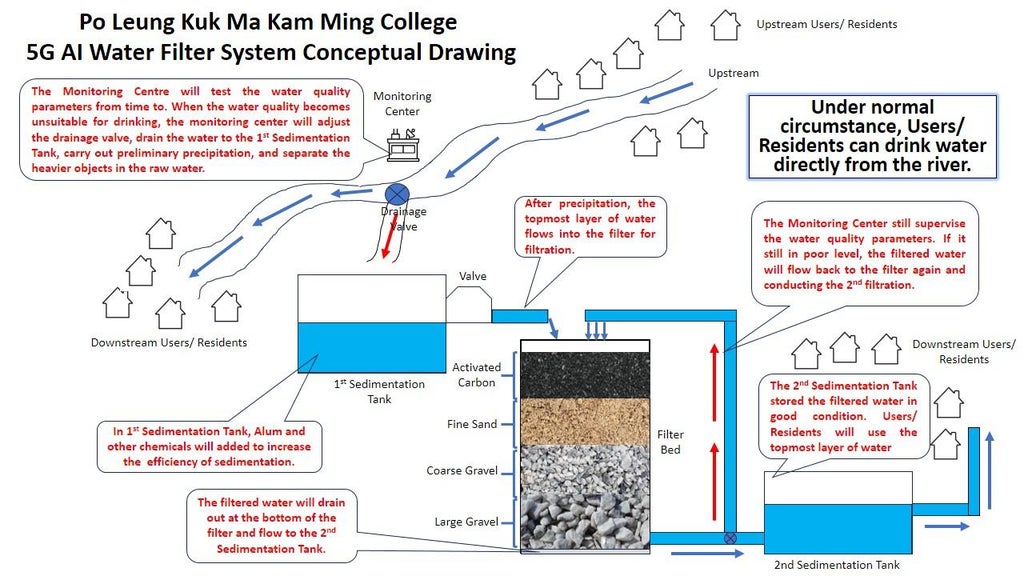 Po Leung Kuk Ma Kam Ming College
5G AI Water Filter System Conceptual Drawing
Upstream Users/ Residents
Upstream
The Monitoring Centre will test the water quality
parameters from time to. When the water quality becomes
unsuitable for drinking, the monitoring center will adjust
the drainage valve, drain the water to the 1st Sedimentation
Tank, carry out preliminary precipitation, and separate the
heavier objects in the raw water.
Monitoring
Center
Under normal
circumstance, Users/
Residents can drink water
directly from the river.
Drainage
Valve
After precipitation, the
topmost layer of water
flows into the filter for
filtration.
The Monitoring Center still supervise
the water quality parameters. If it
still in poor level, the filtered water
will flow back to the filter again and
conducting the 2nd filtration.
Valve
Downstream Users/ Residents
1st Sedimentation
Tank
Activated
Carbon
Fine Sand
Coarse Gravel
Large Gravel
Filter
Bed
Downstream Users/
Residents
The 2nd Sedimentation Tank
stored the filtered water in
good condition. Users/
Residents will use the
topmost layer of water
In 1st Sedimentation Tank, Alum and
other chemicals will added to increase
the efficiency of sedimentation.
The filtered water will drain
out at the bottom of the
filter and flow to the 2nd
Sedimentation Tank.
2nd Sedimentation Tank